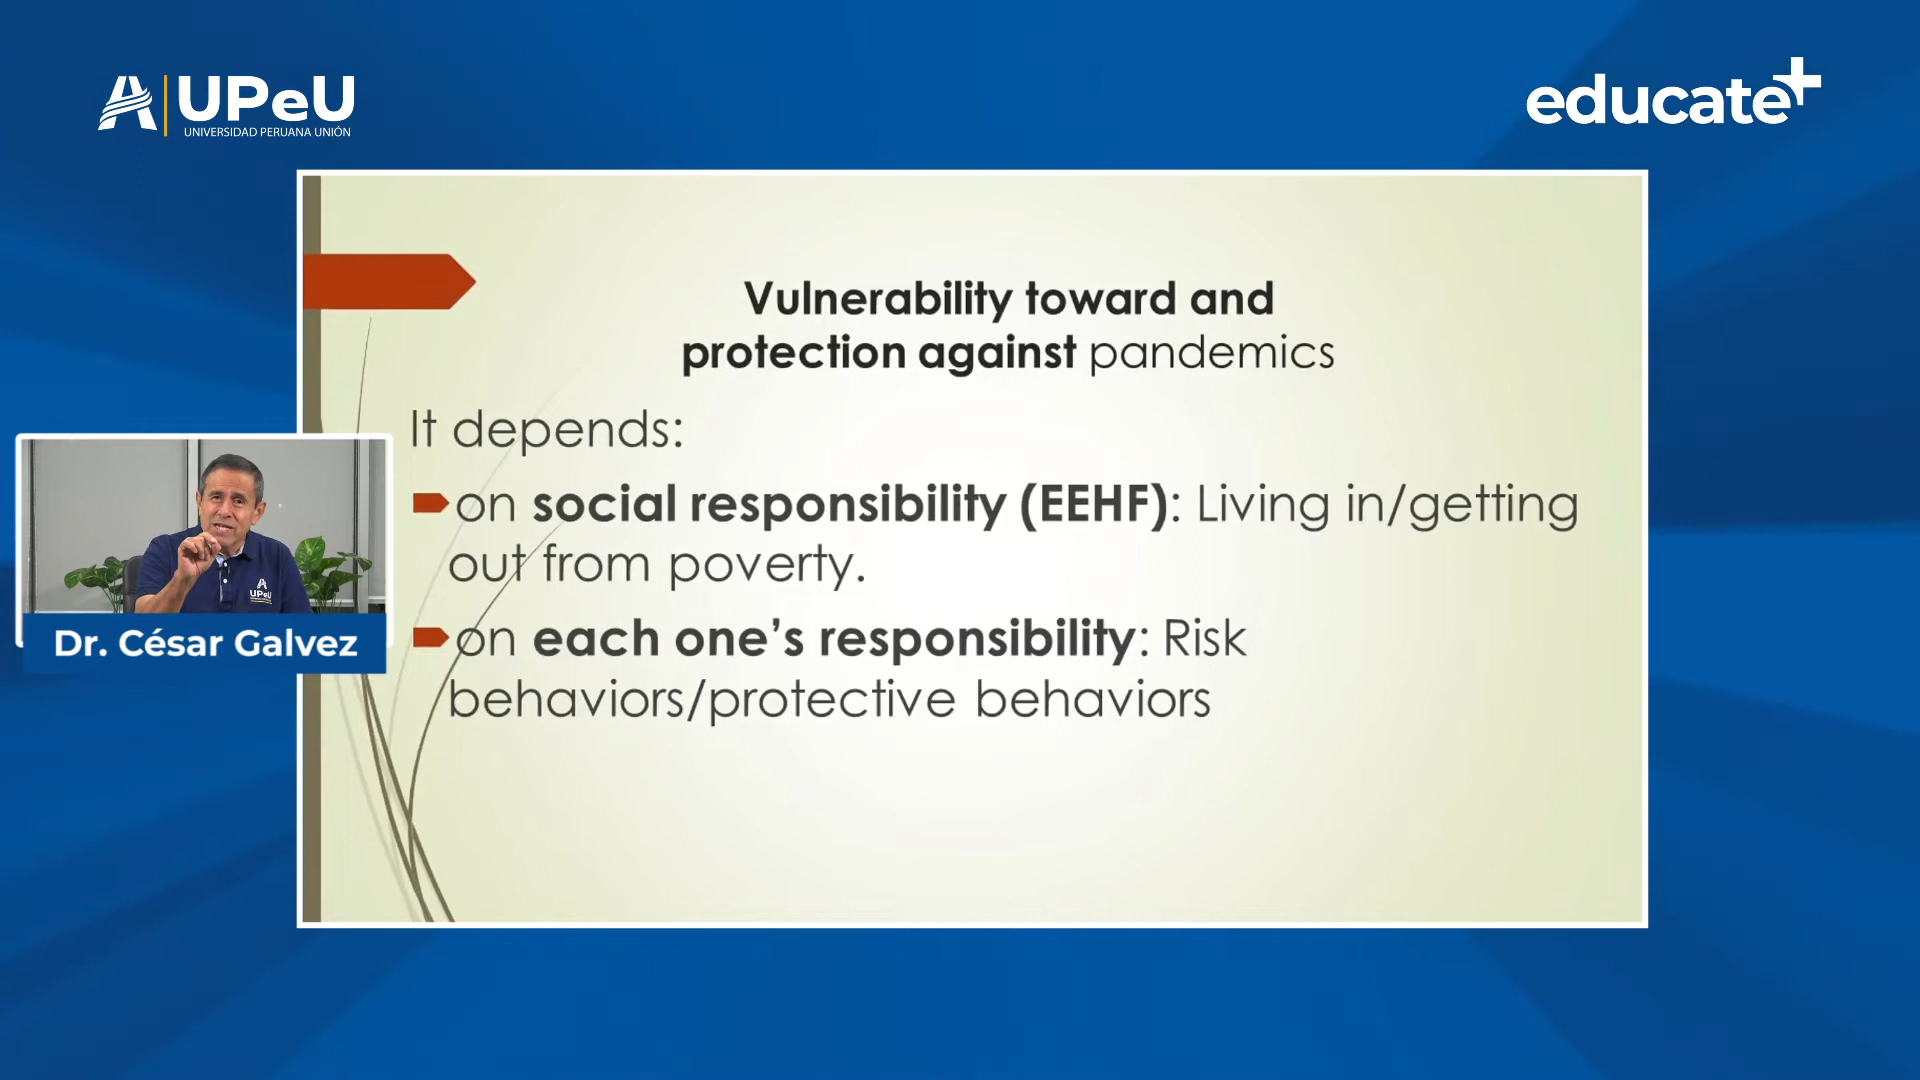 UPeU
UNIVERSIDAD PERUANA UNIÓN
educate+
Vulnerability toward and
protection against pandemics
It depends:
on social responsibility (EEHF): Living in/getting
out from poverty.
on each one’s responsibility: Risk
behaviors/protective behaviors
UPeU
Dr. César Galvez